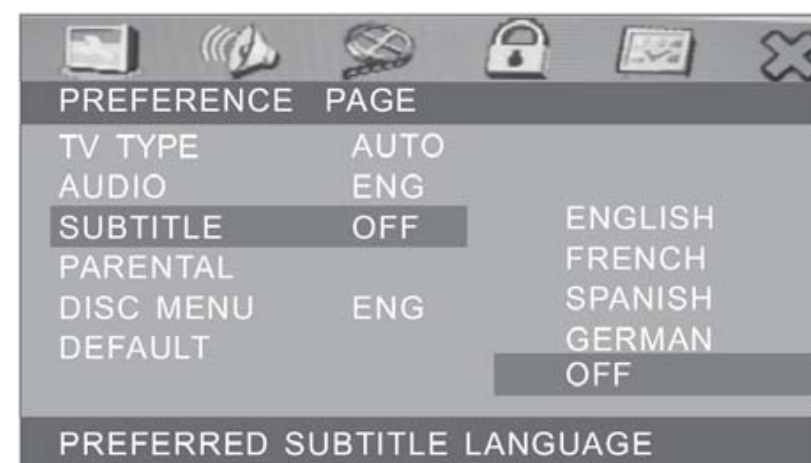 PREFERENCE PAGE
TV TYPE AUTO
AUDIO ENG
SUBTITLE OFF
PARENTAL
DISC MENU ENG
DEFAULT
ENGLISH
FRENCH
SPANISH
GERMAN
OFF
PREFERRED SUBTITLE LANGUAGE